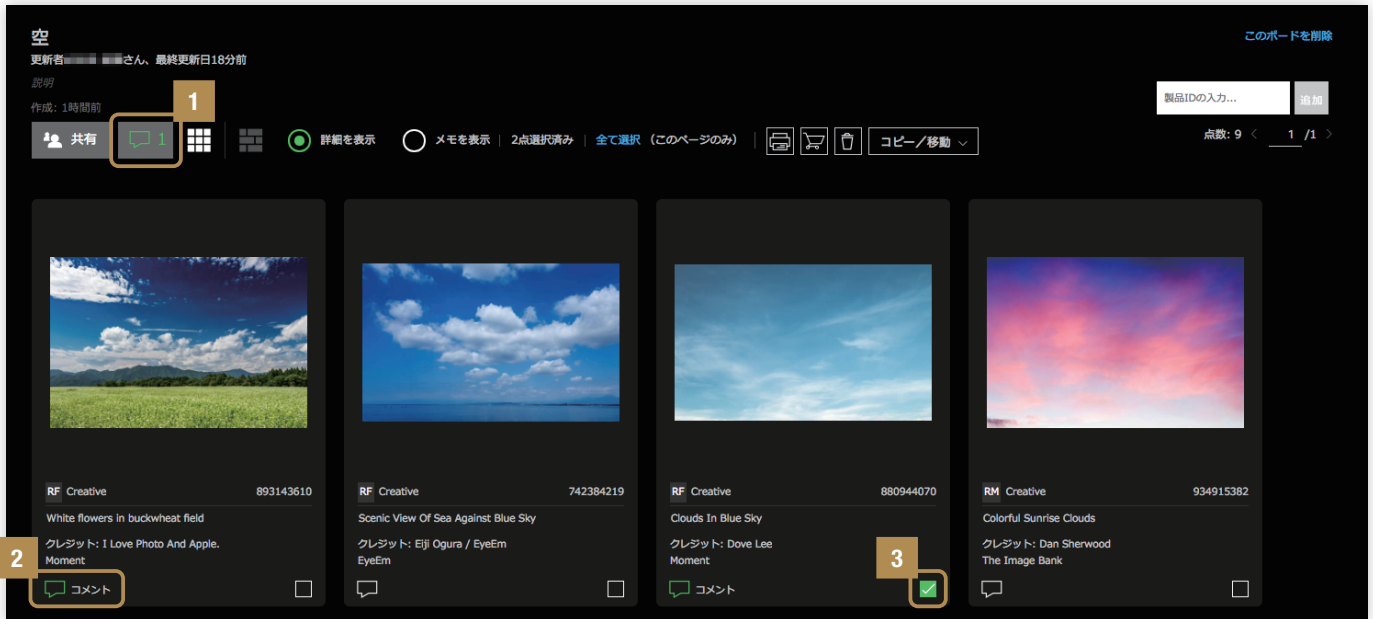 空
このボードを削除
更新者 さん、最終更新日18分前
説明
作成: 1時間前
1
製品IDの入力... 追加
共有 1 詳細を表示 メモを表示 | 2点選択済み | 全て選択 (このページのみ) | コピー／移動
点数: 9 1 /1
RF Creative 893143610
White flowers in buckwheat field
クレジット: I Love Photo And Apple.
Moment
2
コメント
RF Creative 742384219
Scenic View Of Sea Against Blue Sky
クレジット: Eiji Ogura / EyeEm
EyeEm
RF Creative 880944070
Clouds In Blue Sky
クレジット: Dove Lee
Moment
3
コメント
RM Creative 934915382
Colorful Sunrise Clouds
クレジット: Dan Sherwood
The Image Bank